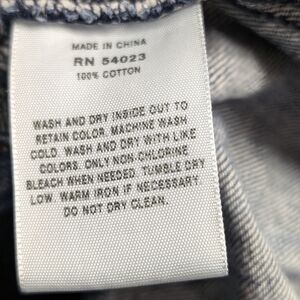 MADE IN CHINA
RN 54023
100% COTTON
WASH AND DRY INSIDE OUT TO
RETAIN COLOR. MACHINE WASH
COLD. WASH AND DRY WITH LIKE
COLORS. ONLY NON-CHLORINE
BLEACH WHEN NEEDED. TUMBLE DRY
LOW. WARM IRON IF NECESSARY.
DO NOT DRY CLEAN.